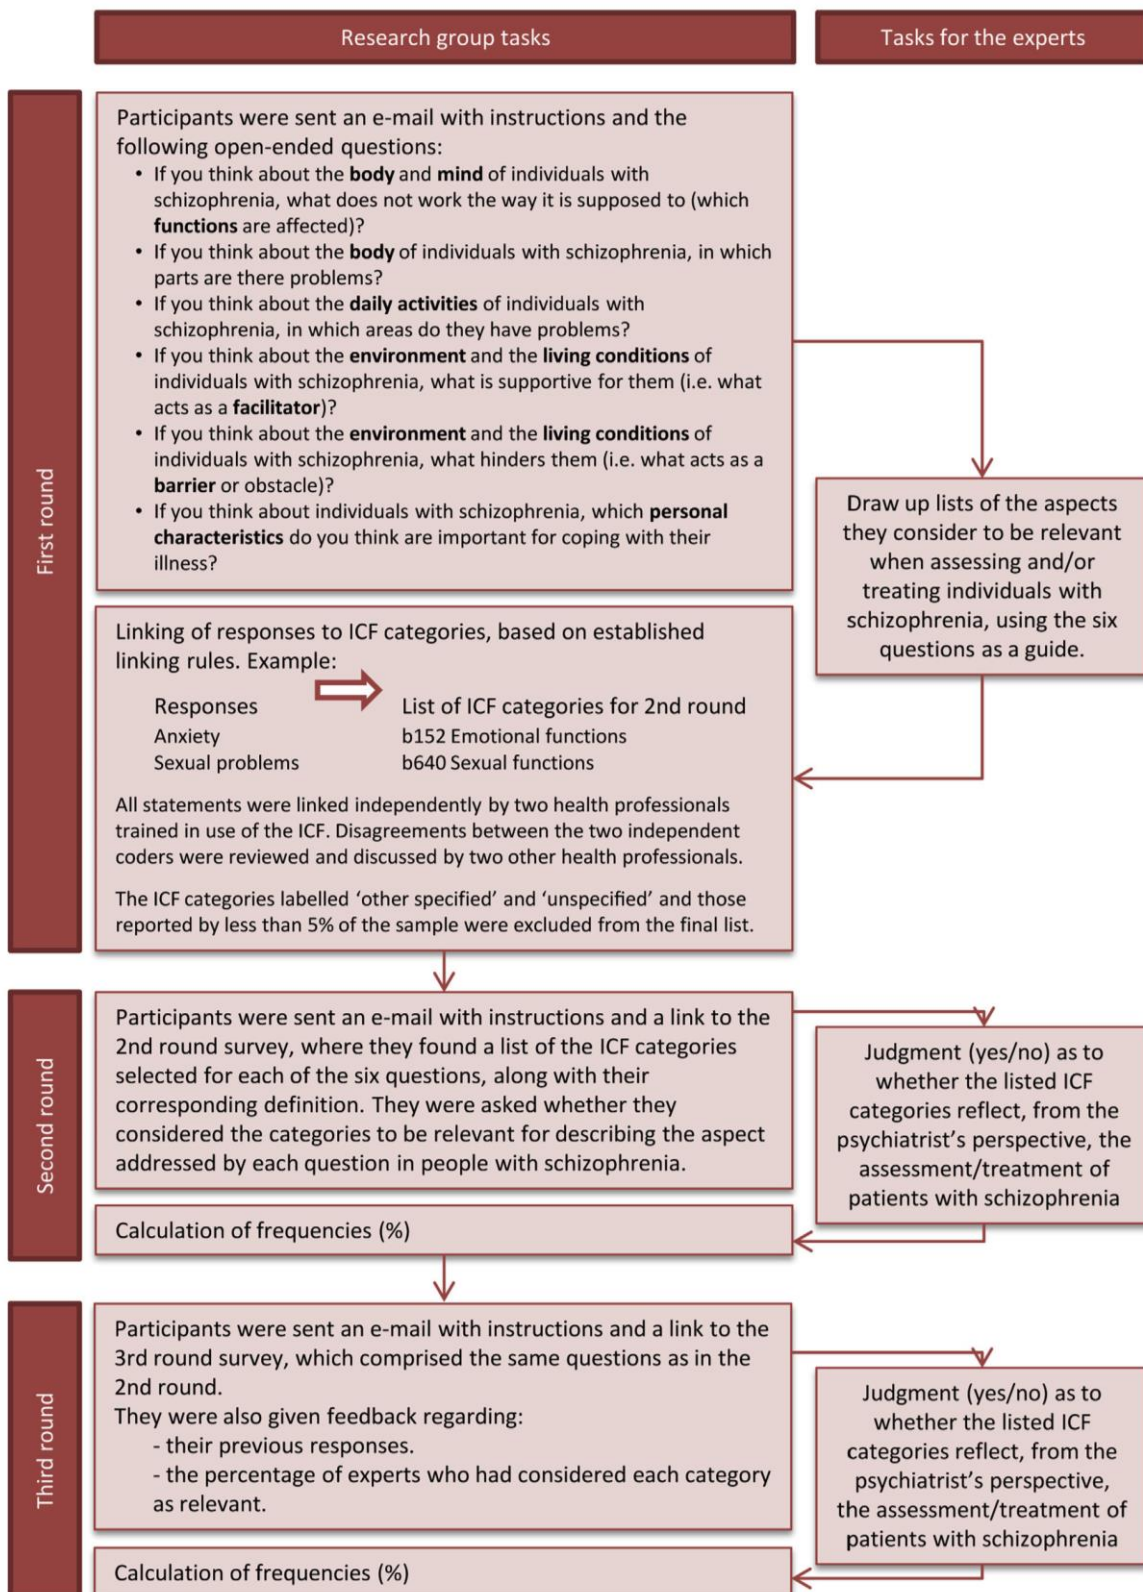 Research group tasks
Tasks for the experts
First round
Participants were sent an e-mail with instructions and the
following open-ended questions:
• If you think about the body and mind of individuals with
schizophrenia, what does not work the way it is supposed to (which
functions are affected)?
• If you think about the body of individuals with schizophrenia, in which
parts are there problems?
• If you think about the daily activities of individuals with
schizophrenia, in which areas do they have problems?
• If you think about the environment and the living conditions of
individuals with schizophrenia, what is supportive for them (i.e. what
acts as a facilitator)?
• If you think about the environment and the living conditions of
individuals with schizophrenia, what hinders them (i.e. what acts as a
barrier or obstacle)?
• If you think about individuals with schizophrenia, which personal
characteristics do you think are important for coping with their
illness?
Draw up lists of the aspects
they consider to be relevant
when assessing and/or
treating individuals with
schizophrenia, using the six
questions as a guide.
Linking of responses to ICF categories, based on established
linking rules. Example:
Responses
List of ICF categories for 2nd round
Anxiety
b152 Emotional functions
Sexual problems
b640 Sexual functions
All statements were linked independently by two health professionals
trained in use of the ICF. Disagreements between the two independent
coders were reviewed and discussed by two other health professionals.
The ICF categories labelled ‘other specified’ and ‘unspecified’ and those
reported by less than 5% of the sample were excluded from the final list.
Second round
Participants were sent an e-mail with instructions and a link to the
2nd round survey, where they found a list of the ICF categories
selected for each of the six questions, along with their
corresponding definition. They were asked whether they
considered the categories to be relevant for describing the aspect
addressed by each question in people with schizophrenia.
Judgment (yes/no) as to
whether the listed ICF
categories reflect, from the
psychiatrist’s perspective, the
assessment/treatment of
patients with schizophrenia
Calculation of frequencies (%)
Third round
Participants were sent an e-mail with instructions and a link to the
3rd round survey, which comprised the same questions as in the
2nd round.
They were also given feedback regarding:
- their previous responses.
- the percentage of experts who had considered each category
as relevant.
Judgment (yes/no) as to
whether the listed ICF
categories reflect, from the
psychiatrist’s perspective,
the assessment/treatment of
patients with schizophrenia
Calculation of frequencies (%)